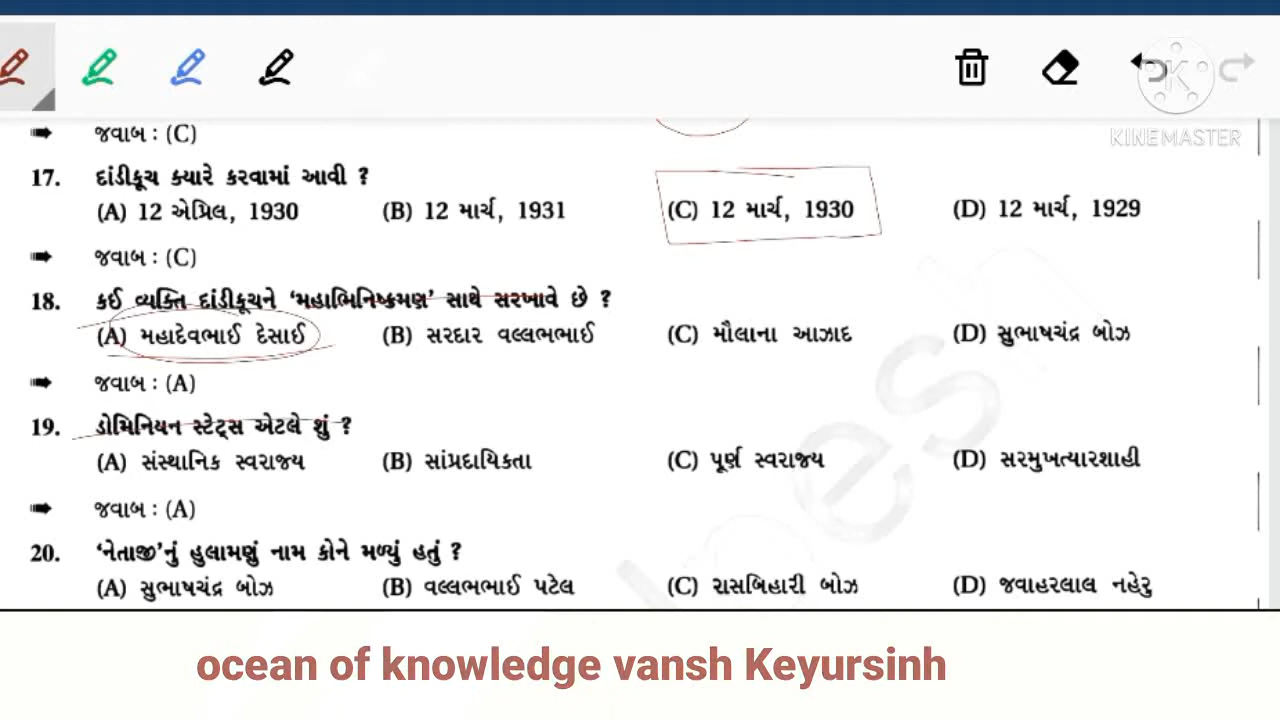 KINEMASTER
જવાબ : (C)
17. દાંડીકૂચ ક્યારે કરવામાં આવી ?
(A) 12 એપ્રિલ, 1930 (B) 12 માર્ચ, 1931 (C) 12 માર્ચ, 1930 (D) 12 માર્ચ, 1929
જવાબ : (C)
18. કઈ વ્યક્તિ દાંડીકૂચને ‘મહાભિનિષ્ક્રમણ’ સાથે સરખાવે છે ?
(A) મહાદેવભાઈ દેસાઈ (B) સરદાર વલ્લભભાઈ (C) મૌલાના આઝાદ (D) સુભાષચંદ્ર બોઝ
જવાબ : (A)
19. ડોમિનિયન સ્ટેટ્સ એટલે શું ?
(A) સંસ્થાનિક સ્વરાજ્ય (B) સાંપ્રદાયિકતા (C) પૂર્ણ સ્વરાજ્ય (D) સરમુખત્યારશાહી
જવાબ : (A)
20. ‘નેતાજી’નું હુલામણું નામ કોને મળ્યું હતું ?
(A) સુભાષચંદ્ર બોઝ (B) વલ્લભભાઈ પટેલ (C) રાસબિહારી બોઝ (D) જવાહરલાલ નહેરુ
ocean of knowledge vansh Keyursinh